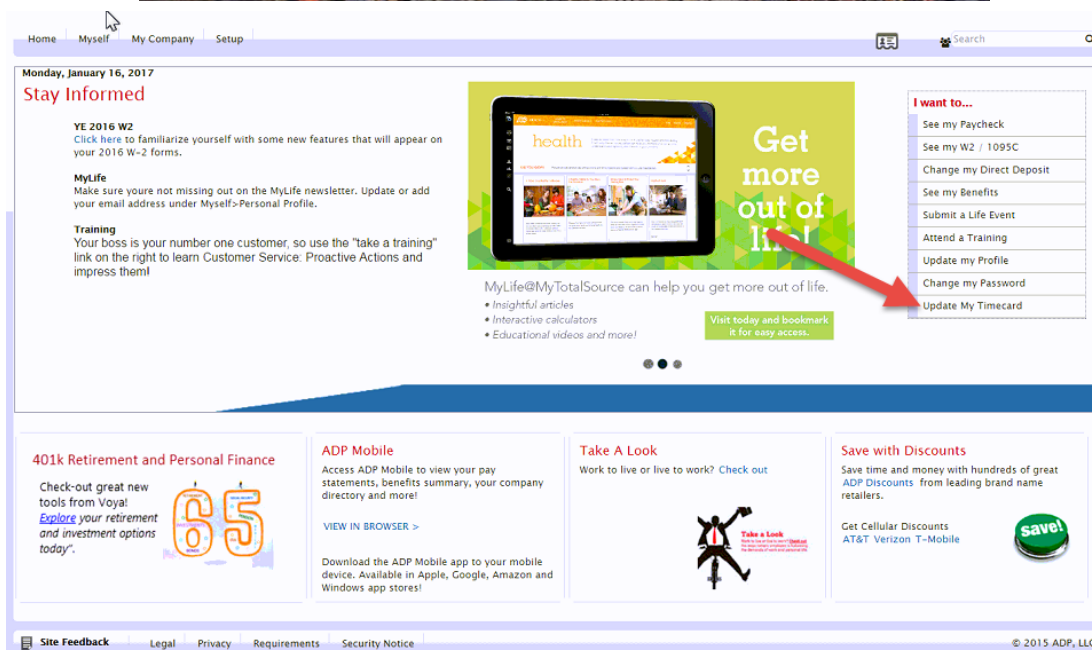 Home Myself My Company Setup
Search
Monday, January 16, 2017
Stay Informed
YE 2016 W2
Click here to familiarize yourself with some new features that will appear on
your 2016 W-2 forms.
MyLife
Make sure youre not missing out on the MyLife newsletter. Update or add
your email address under Myself>Personal Profile.
Training
Your boss is your number one customer, so use the "take a training"
link on the right to learn Customer Service: Proactive Actions and
impress them!
health
Get
more
out of
life!
MyLife@MyTotalSource can help you get more out of life.
• Insightful articles
• Interactive calculators
• Educational videos and more!
Visit today and bookmark
it for easy access.
I want to...
See my Paycheck
See my W2 / 1095C
Change my Direct Deposit
See my Benefits
Submit a Life Event
Attend a Training
Update my Profile
Change my Password
Update My Timecard
401k Retirement and Personal Finance
Check-out great new
tools from Voya!
Explore your retirement
and investment options
today".
65
ADP Mobile
Access ADP Mobile to view your pay
statements, benefits summary, your company
directory and more!
VIEW IN BROWSER >
Download the ADP Mobile app to your mobile
device. Available in Apple, Google, Amazon and
Windows app stores!
Take A Look
Work to live or live to work? Check out
Take a Look
Save with Discounts
Save time and money with hundreds of great
ADP Discounts from leading brand name
retailers.
Get Cellular Discounts
AT&T Verizon T-Mobile
save!
Site Feedback Legal Privacy Requirements Security Notice
© 2015 ADP, LLC